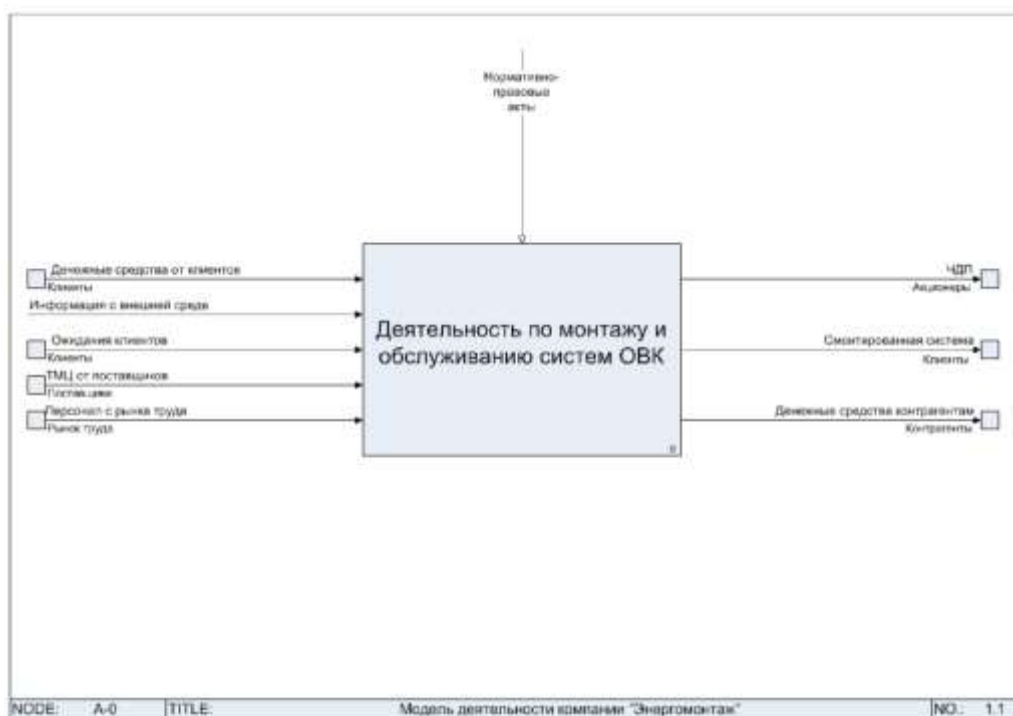 Нормативно-
правовые
акты
Денежные средства от клиентов
Клиенты
Информация с внешней среде
Ожидания клиентов
Клиенты
ТМЦ от поставщиков
Поставщики
Персонал с рынка труда
Рынок труда
Деятельность по монтажу и
обслуживанию систем ОВК
0
ЧДП
Акционеры
Смонтированная система
Клиенты
Денежные средства контрагентам
Контрагенты
NODE: A-0 TITLE: Модель деятельности компании "Энергомонтаж" NO.: 1.1